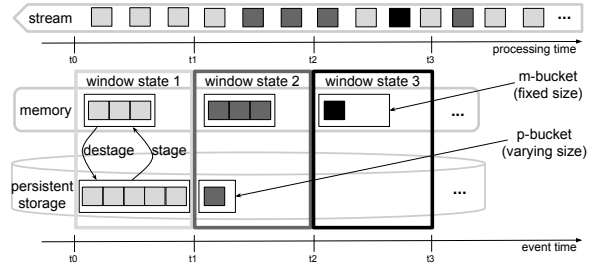 stream
...
t0 t1 t2 t3 processing time
window state 1 window state 2 window state 3
m-bucket
(fixed size)
memory
...
destage stage
p-bucket
(varying size)
persistent
storage
...
t0 t1 t2 t3 event time